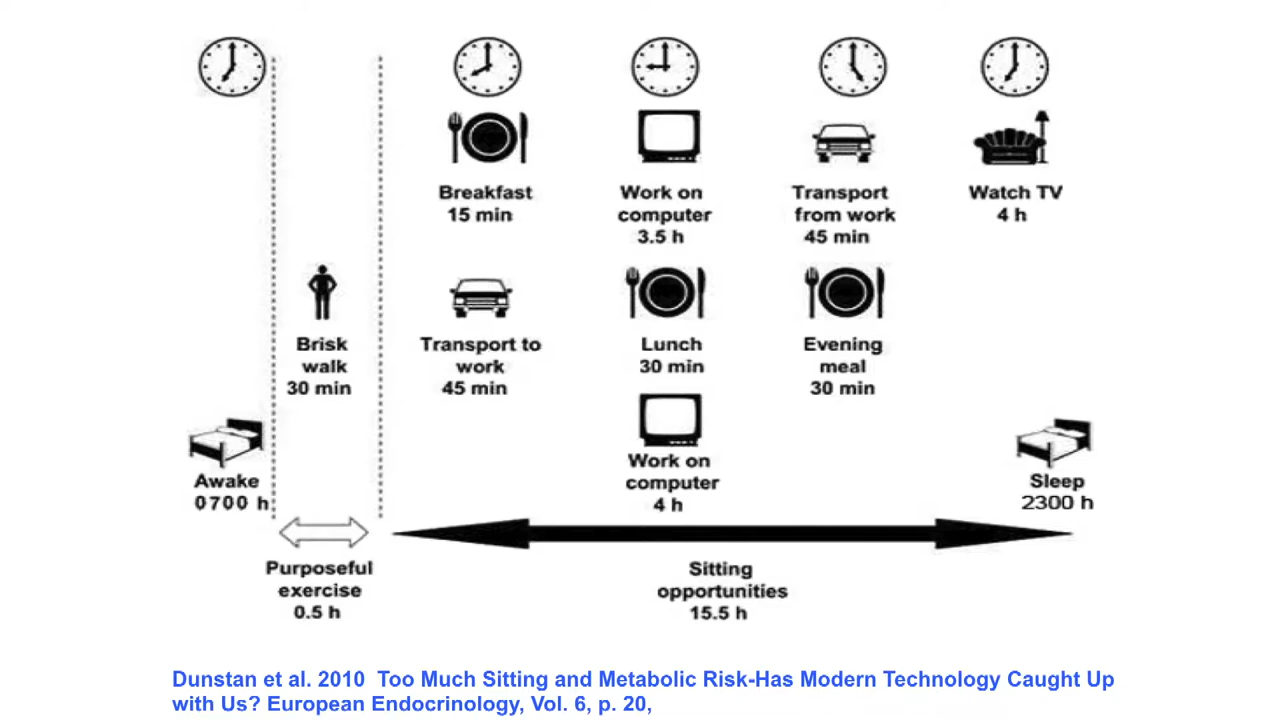 Breakfast
15 min
Work on
computer
3.5 h
Transport
from work
45 min
Watch TV
4 h
Brisk
walk
30 min
Transport to
work
45 min
Lunch
30 min
Evening
meal
30 min
Work on
computer
4 h
Awake
0700 h
Sleep
2300 h
Purposeful
exercise
0.5 h
Sitting
opportunities
15.5 h
Dunstan et al. 2010 Too Much Sitting and Metabolic Risk-Has Modern Technology Caught Up
with Us? European Endocrinology, Vol. 6, p. 20,